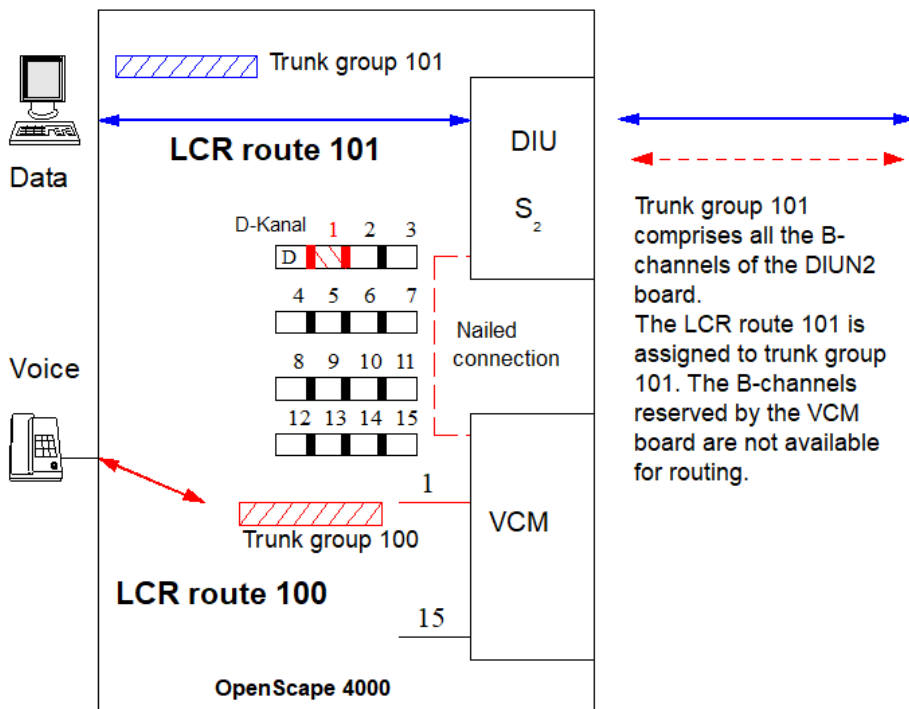 Trunk group 101
Data
LCR route 101
DIU
S2
D-Kanal
1 2 3
D
4 5 6 7
8 9 10 11
12 13 14 15
Nailed
connection
Voice
1
Trunk group 100
VCM
LCR route 100
15
OpenScape 4000
Trunk group 101
comprises all the B-
channels of the DIUN2
board.
The LCR route 101 is
assigned to trunk group
101. The B-channels
reserved by the VCM
board are not available
for routing.